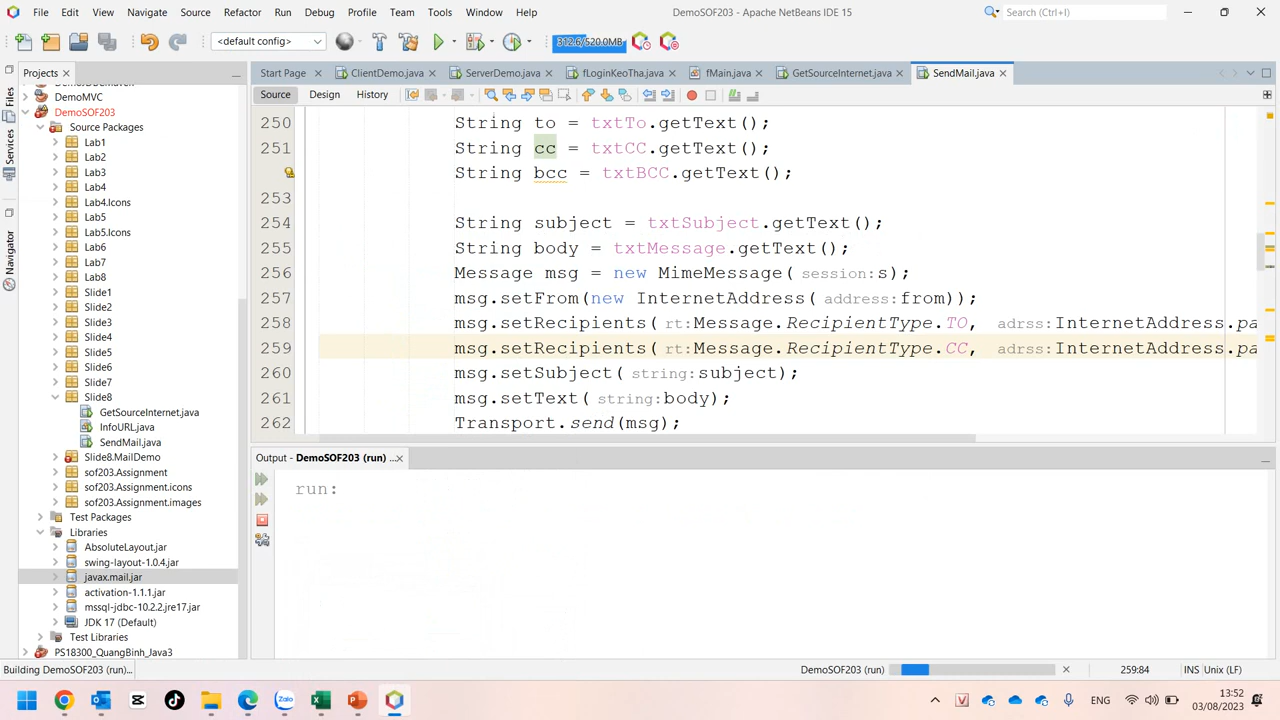 File Edit View Navigate Source Refactor Run Debug Profile Team Tools Window Help
DemoSOF203 - Apache NetBeans IDE 15
Search (Ctrl+I)
<default config>
312.6/520.0MB
Projects
Start Page
ClientDemo.java
ServerDemo.java
fLoginKeoTha.java
fMain.java
GetSourceInternet.java
SendMail.java
Source Design History
Files
Services
Navigator
DemoMVC
DemoSOF203
Source Packages
Lab1
Lab2
Lab3
Lab4
Lab4.Icons
Lab5
Lab5.Icons
Lab6
Lab7
Lab8
Slide1
Slide2
Slide3
Slide4
Slide5
Slide6
Slide7
Slide8
GetSourceInternet.java
InfoURL.java
SendMail.java
Slide8.MailDemo
sof203.Assignment
sof203.Assignment.icons
sof203.Assignment.images
Test Packages
Libraries
AbsoluteLayout.jar
swing-layout-1.0.4.jar
javax.mail.jar
activation-1.1.1.jar
mssql-jdbc-10.2.2.jre17.jar
JDK 17 (Default)
Test Libraries
PS18300_QuangBinh_Java3
250 String to = txtTo.getText();
251 String cc = txtCC.getText();
String bcc = txtBCC.getText();
253
254 String subject = txtSubject.getText();
255 String body = txtMessage.getText();
256 Message msg = new MimeMessage( session:s);
257 msg.setFrom(new InternetAddress( address:from));
258 msg.setRecipients( rt:Message.RecipientType.TO, adrss:InternetAddress.pa
259 msg.setRecipients( rt:Message.RecipientType.CC, adrss:InternetAddress.pa
260 msg.setSubject( string:subject);
261 msg.setText( string:body);
262 Transport.send(msg);
Output - DemoSOF203 (run) ...
run:
Building DemoSOF203 (run)...
DemoSOF203 (run)
259:84
INS Unix (LF)
Zalo
V
ENG
13:52
03/08/2023